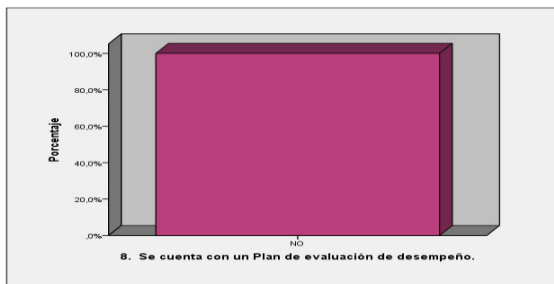 100,0%
80,0%
60,0%
40,0%
20,0%
,0%
Porcentaje
NO
8. Se cuenta con un Plan de evaluación de desempeño.